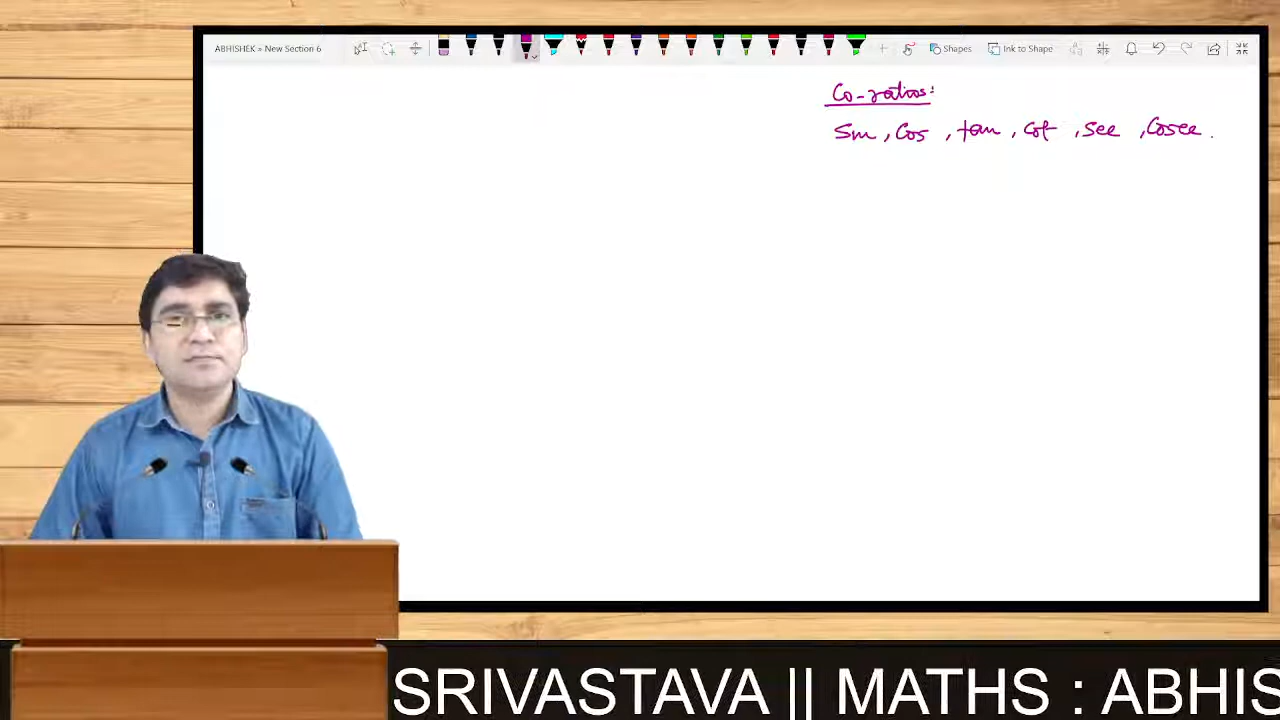 ABHISHEK » New Section 6
Shapes
Ink to Shape
Co-ratios:
Sin, Cos, tan, cot, sec, Cosec.
SRIVASTAVA || MATHS : ABHIS